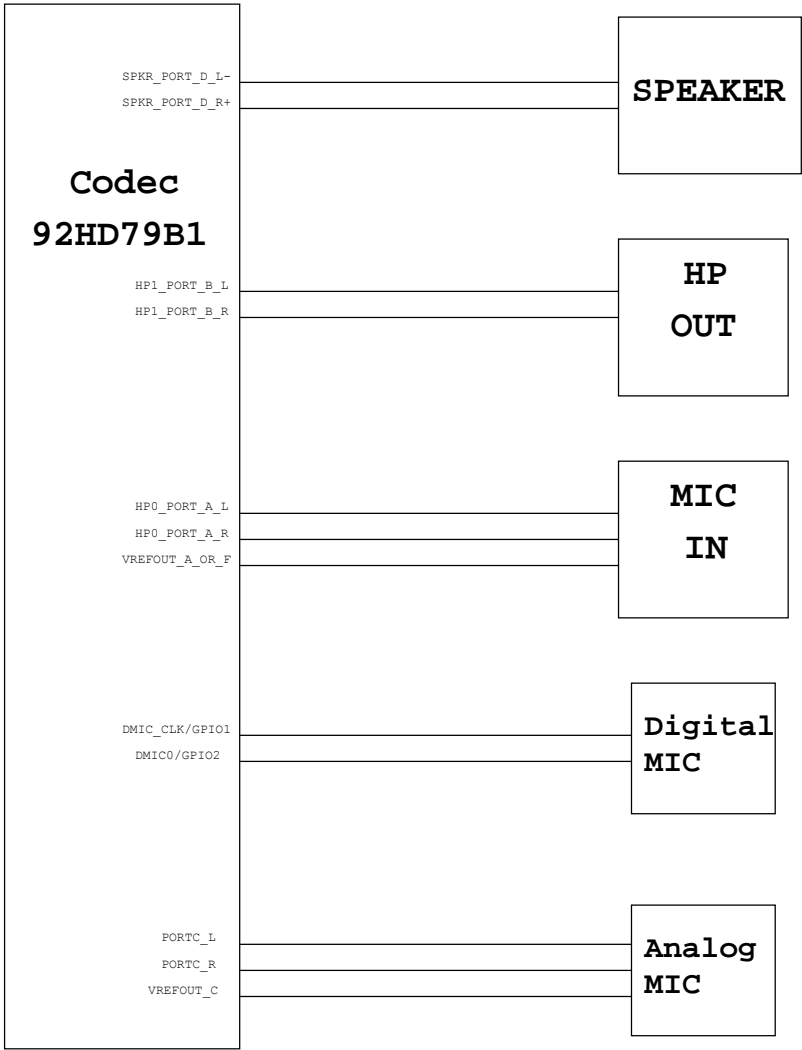 SPKR_PORT_D_L-
SPKR_PORT_D_R+
SPEAKER
Codec
92HD79B1
HP1_PORT_B_L
HP1_PORT_B_R
HP
OUT
HP0_PORT_A_L
HP0_PORT_A_R
VREFOUT_A_OR_F
MIC
IN
DMIC_CLK/GPIO1
DMIC0/GPIO2
Digital
MIC
PORTC_L
PORTC_R
VREFOUT_C
Analog
MIC